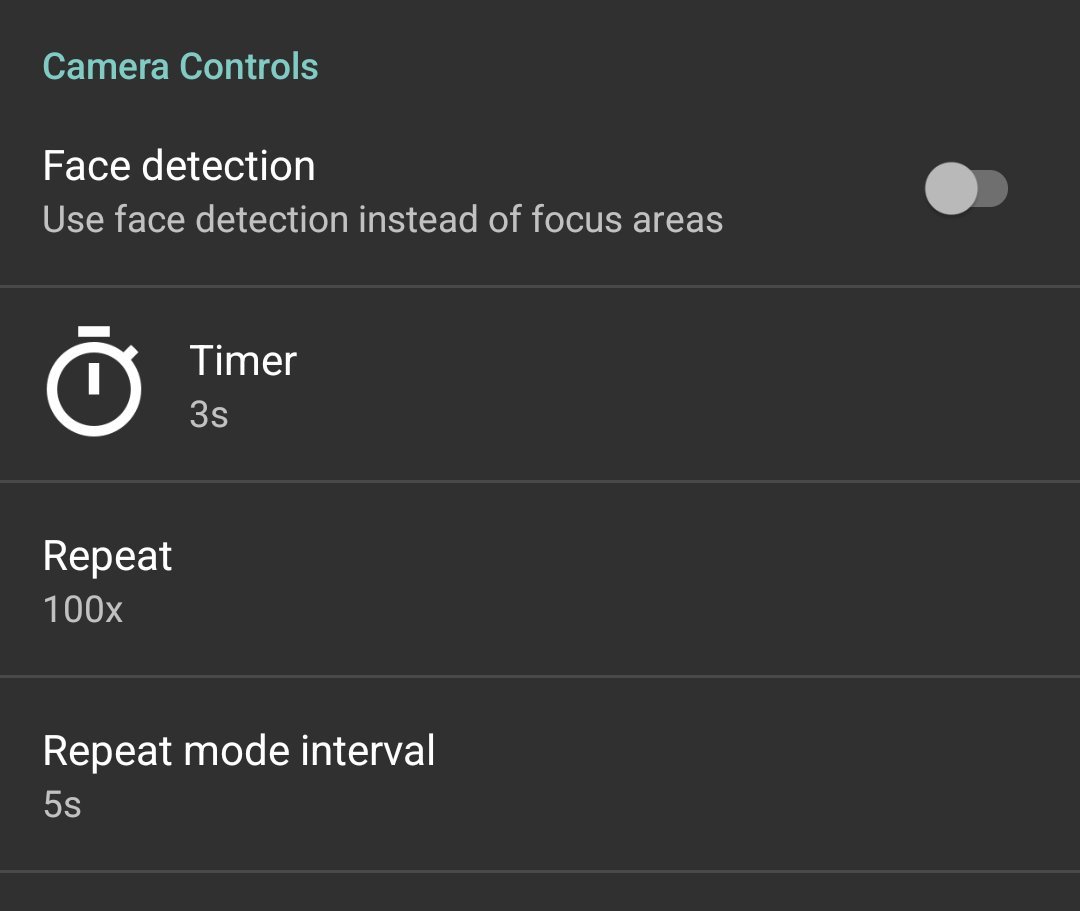 Camera Controls
Face detection
Use face detection instead of focus areas
Timer
3s
Repeat
100x
Repeat mode interval
5s